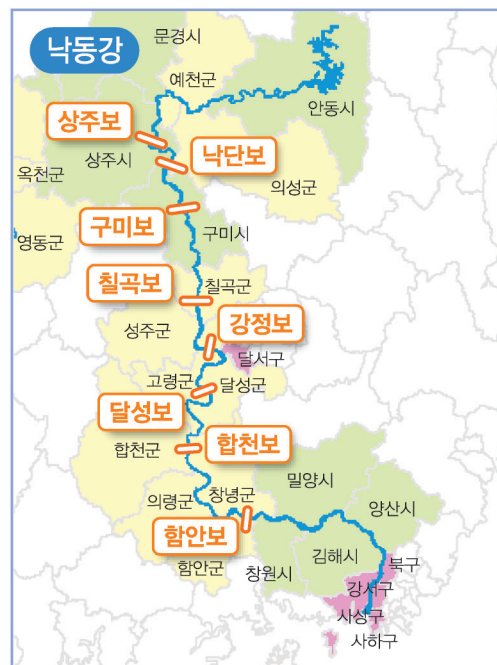 낙동강
문경시
예천군
안동시
상주보
상주시
낙단보
옥천군
의성군
구미보
영동군
구미시
칠곡보
칠곡군
성주군
강정보
달서구
고령군
달성군
달성보
합천군
합천보
밀양시
의령군
창녕군
양산시
함안보
함안군
창원시
김해시
북구
강서구
사상구
사하구